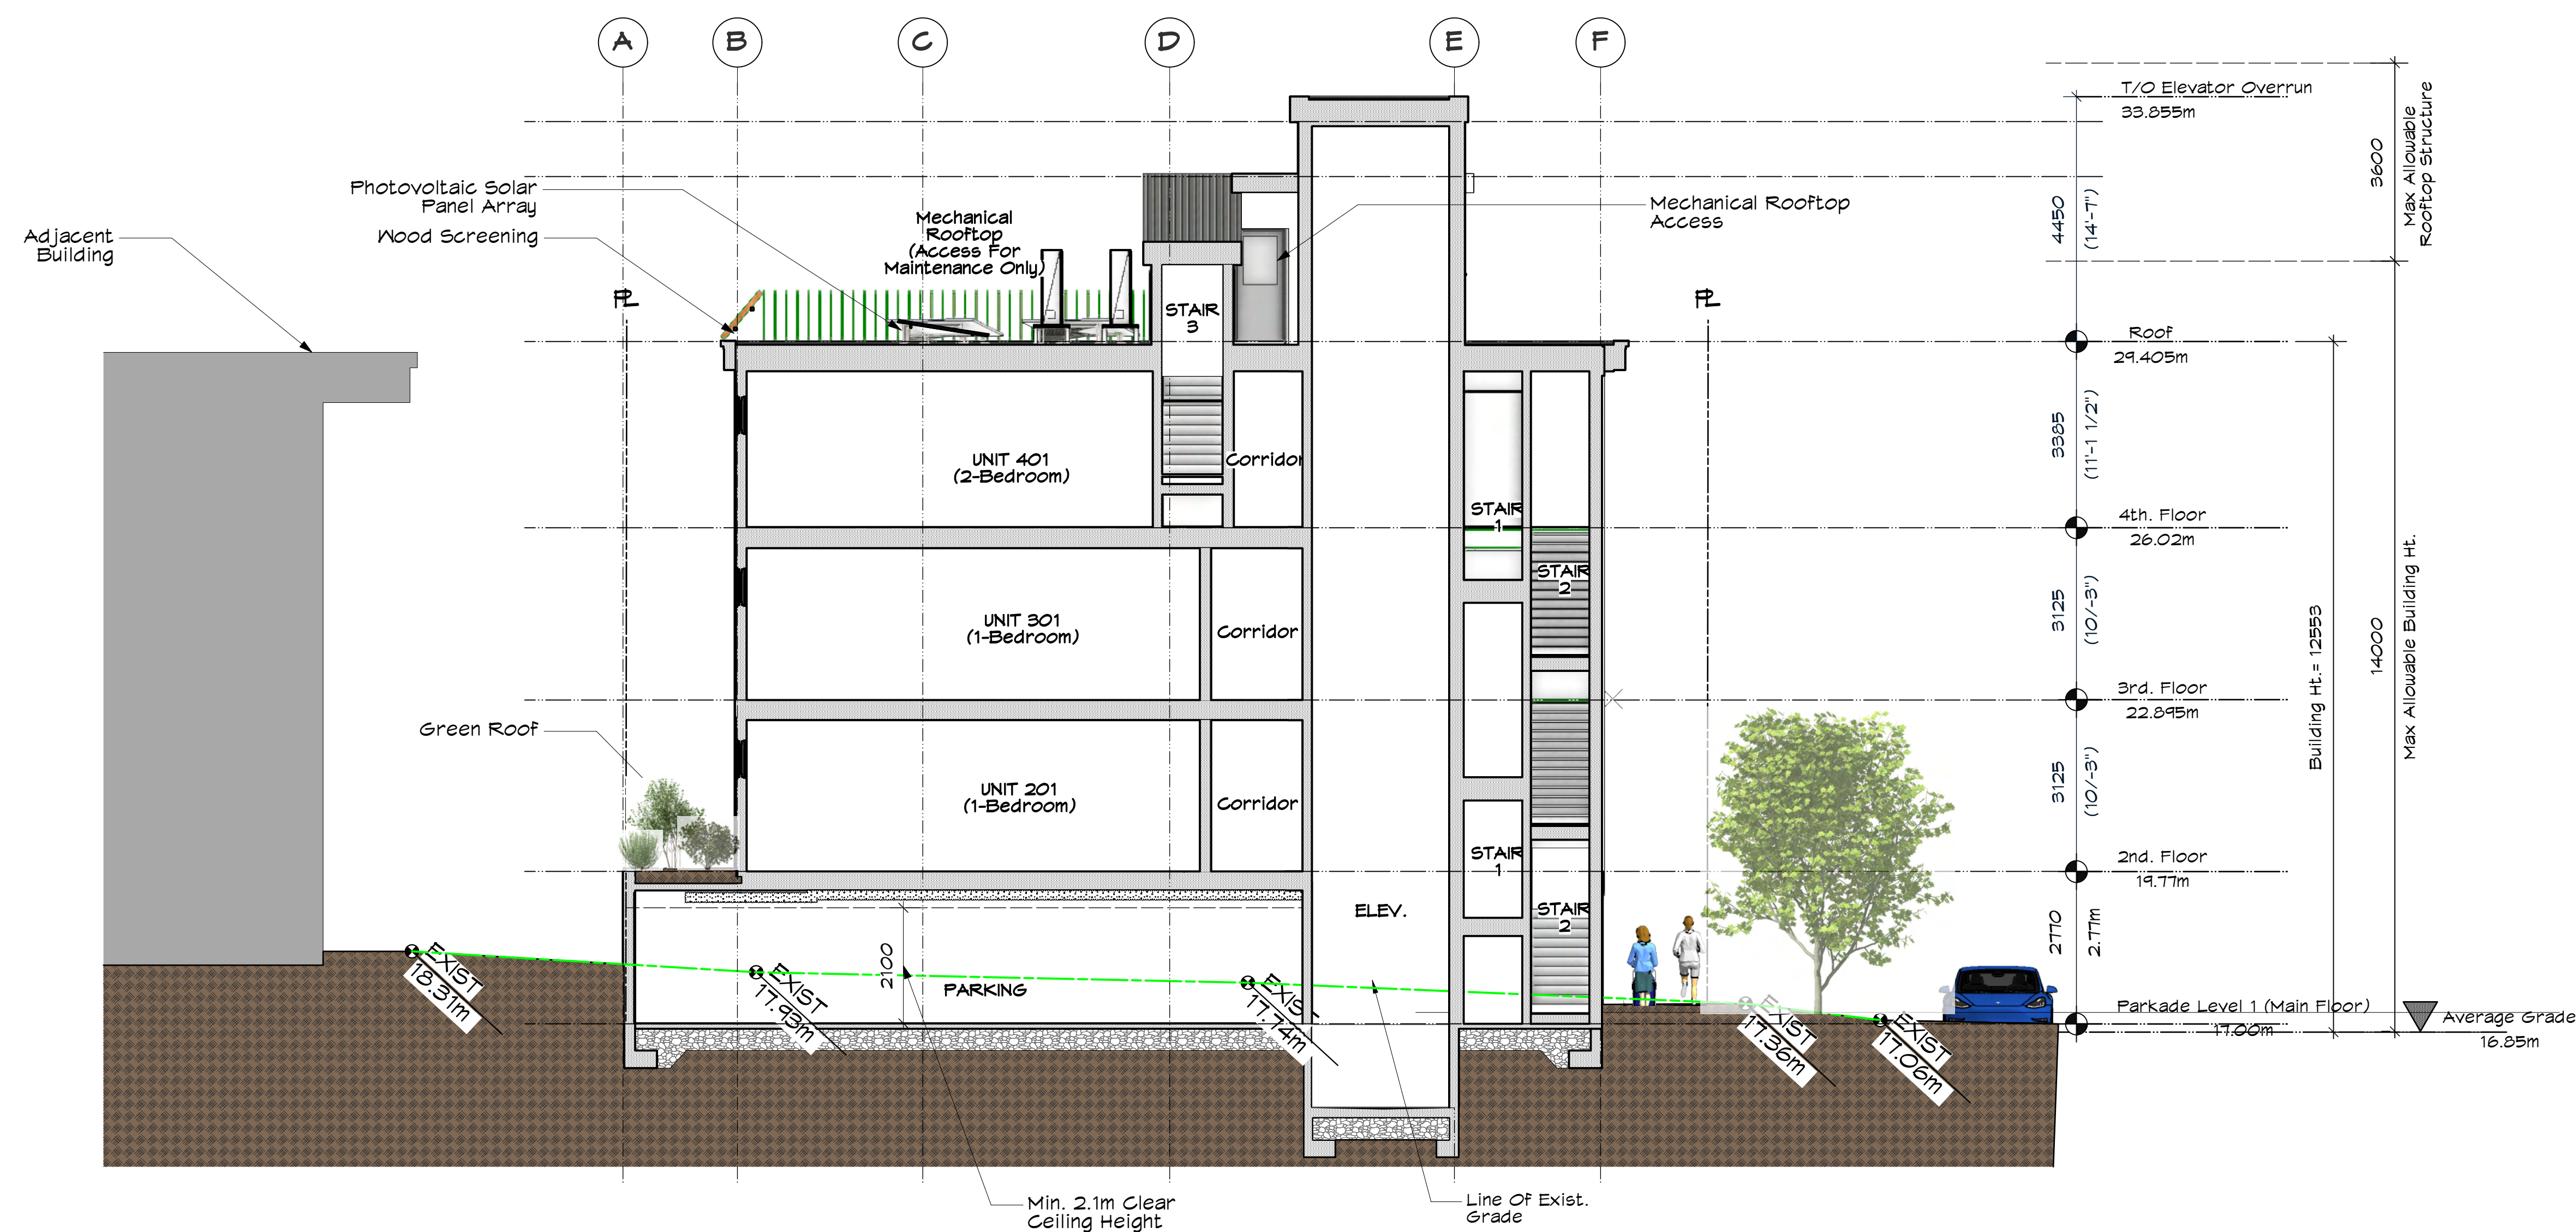 A
B
C
D
E
F
T/O Elevator Overrun
33.855m
3600
Max Allowable
Rooftop Structure
4450
(14'-7")
Photovoltaic Solar
Panel Array
Wood Screening
Adjacent
Building
Mechanical
Rooftop
(Access For
Maintenance Only)
Mechanical Rooftop
Access
PL
PL
STAIR
3
Roof
29.405m
3385
(11'-1 1/2")
UNIT 401
(2-Bedroom)
Corridor
STAIR
1
4th. Floor
26.02m
STAIR
2
3125
(10/-3")
UNIT 301
(1-Bedroom)
Corridor
Building Ht.= 12553
14000
Max Allowable Building Ht.
3rd. Floor
22.895m
Green Roof
3125
(10/-3")
UNIT 201
(1-Bedroom)
Corridor
STAIR
1
2nd. Floor
19.77m
ELEV.
STAIR
2
2770
2.77m
2100
PARKING
EXIST
18.31m
EXIST
17.93m
EXIST
17.74m
EXIST
17.36m
EXIST
17.06m
Parkade Level 1 (Main Floor)
17.00m
Average Grade
16.85m
Min. 2.1m Clear
Ceiling Height
Line Of Exist.
Grade